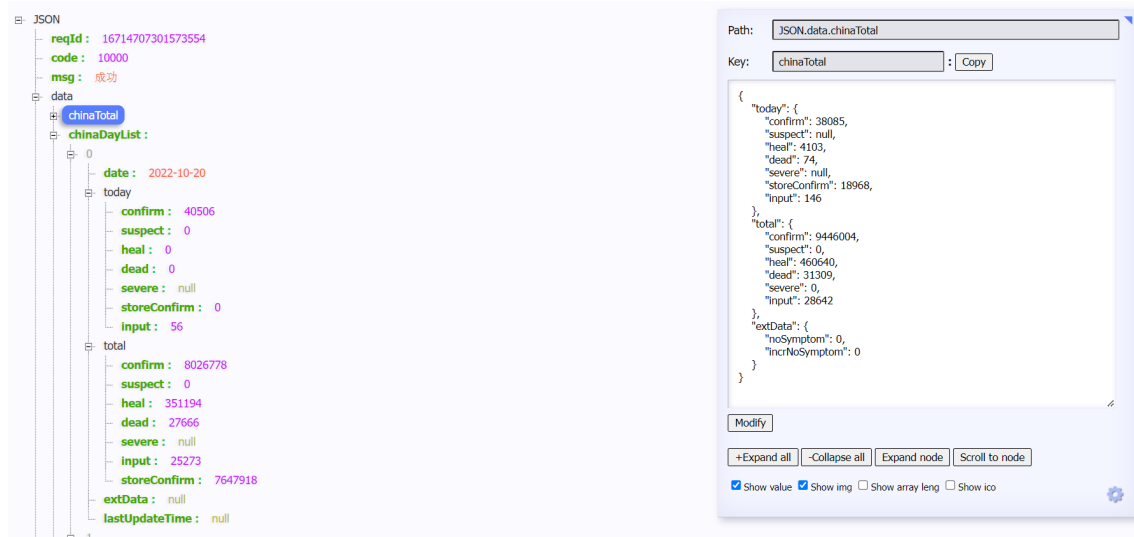 JSON
reqId : 16714707301573554
code : 10000
msg : 成功
data
chinaTotal
chinaDayList :
0
date : 2022-10-20
today
confirm : 40506
suspect : 0
heal : 0
dead : 0
severe : null
storeConfirm : 0
input : 56
total
confirm : 8026778
suspect : 0
heal : 351194
dead : 27666
severe : null
input : 25273
storeConfirm : 7647918
extData : null
lastUpdateTime : null
Path: JSON.data.chinaTotal
Key: chinaTotal : Copy
{
"today": {
"confirm": 38085,
"suspect": null,
"heal": 4103,
"dead": 74,
"severe": null,
"storeConfirm": 18968,
"input": 146
},
"total": {
"confirm": 9446004,
"suspect": 0,
"heal": 460640,
"dead": 31309,
"severe": 0,
"input": 28642
},
"extData": {
"noSymptom": 0,
"incrNoSymptom": 0
}
}
Modify
+Expand all -Collapse all Expand node Scroll to node
Show value Show img Show array leng Show ico